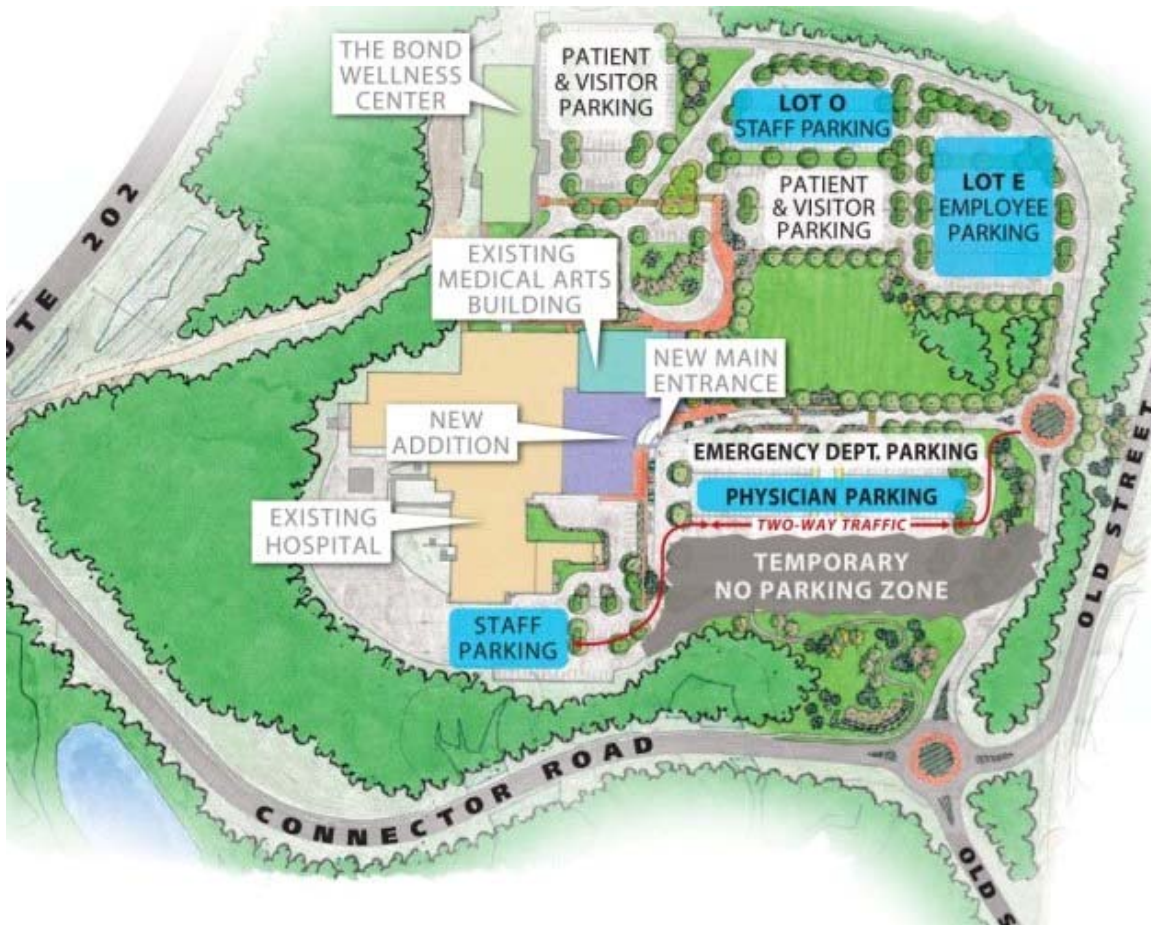 THE BOND
WELLNESS
CENTER
PATIENT
& VISITOR
PARKING
LOT O
STAFF PARKING
LOT E
EMPLOYEE
PARKING
PATIENT
& VISITOR
PARKING
202
EXISTING
MEDICAL ARTS
BUILDING
NEW MAIN
ENTRANCE
NEW
ADDITION
EMERGENCY DEPT. PARKING
PHYSICIAN PARKING
TWO-WAY TRAFFIC
EXISTING
HOSPITAL
TEMPORARY
NO PARKING ZONE
STAFF
PARKING
OLD STREET
CONNECTOR ROAD
OLD